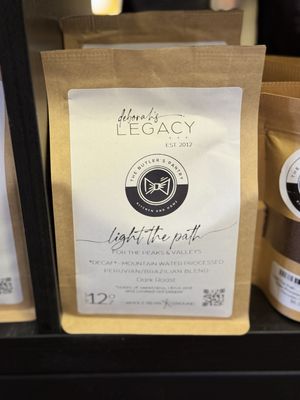 deborah's
LEGACY
EST. 2012
THE BUTLER'S PANTRY
KITCHEN AND HOME
light the path
FOR THE PEAKS & VALLEYS
*DECAF* - MOUNTAIN WATER PROCESSED
PERUVIAN/BRAZILIAN BLEND
Dark Roast
12
WHOLE BEAN
GROUND